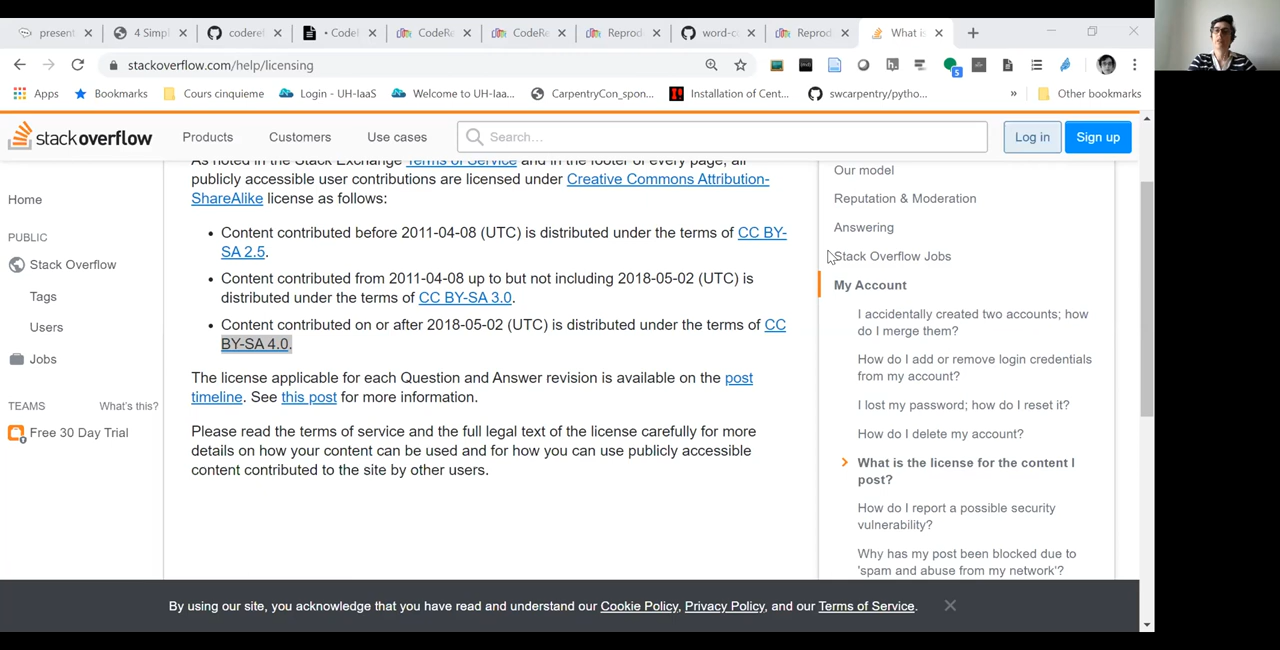 present
4 Simpl
coderef
• CodeI
CodeRe
CodeRe
Reprod
word-c
Reprod
What is
stackoverflow.com/help/licensing
5
Apps
Bookmarks
Cours cinquieme
Login - UH-IaaS
Welcome to UH-Iaa...
CarpentryCon_spon...
Installation of Cent...
swcarpentry/pytho...
»
Other bookmarks
stackoverflow
Products
Customers
Use cases
Search...
Log in
Sign up
Home
PUBLIC
Stack Overflow
Tags
Users
Jobs
TEAMS
What's this?
Free 30 Day Trial
As noted in the Stack Exchange Terms of Service and in the footer of every page, all
publicly accessible user contributions are licensed under Creative Commons Attribution-
ShareAlike license as follows:
• Content contributed before 2011-04-08 (UTC) is distributed under the terms of CC BY-
SA 2.5.
• Content contributed from 2011-04-08 up to but not including 2018-05-02 (UTC) is
distributed under the terms of CC BY-SA 3.0.
• Content contributed on or after 2018-05-02 (UTC) is distributed under the terms of CC
BY-SA 4.0.
The license applicable for each Question and Answer revision is available on the post
timeline. See this post for more information.
Please read the terms of service and the full legal text of the license carefully for more
details on how your content can be used and for how you can use publicly accessible
content contributed to the site by other users.
Our model
Reputation & Moderation
Answering
Stack Overflow Jobs
My Account
I accidentally created two accounts; how
do I merge them?
How do I add or remove login credentials
from my account?
I lost my password; how do I reset it?
How do I delete my account?
What is the license for the content I
post?
How do I report a possible security
vulnerability?
Why has my post been blocked due to
'spam and abuse from my network'?
By using our site, you acknowledge that you have read and understand our Cookie Policy, Privacy Policy, and our Terms of Service.